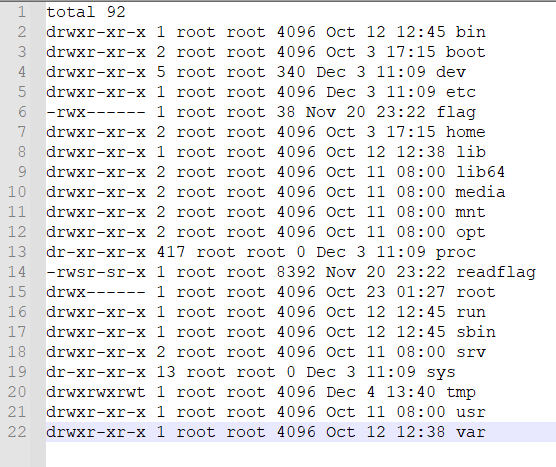 1 total 92
2 drwxr-xr-x 1 root root 4096 Oct 12 12:45 bin
3 drwxr-xr-x 2 root root 4096 Oct 3 17:15 boot
4 drwxr-xr-x 5 root root 340 Dec 3 11:09 dev
5 drwxr-xr-x 1 root root 4096 Dec 3 11:09 etc
6 -rwx------ 1 root root 38 Nov 20 23:22 flag
7 drwxr-xr-x 2 root root 4096 Oct 3 17:15 home
8 drwxr-xr-x 1 root root 4096 Oct 12 12:38 lib
9 drwxr-xr-x 2 root root 4096 Oct 11 08:00 lib64
10 drwxr-xr-x 2 root root 4096 Oct 11 08:00 media
11 drwxr-xr-x 2 root root 4096 Oct 11 08:00 mnt
12 drwxr-xr-x 2 root root 4096 Oct 11 08:00 opt
13 dr-xr-xr-x 417 root root 0 Dec 3 11:09 proc
14 -rwsr-sr-x 1 root root 8392 Nov 20 23:22 readflag
15 drwx------ 1 root root 4096 Oct 23 01:27 root
16 drwxr-xr-x 1 root root 4096 Oct 12 12:45 run
17 drwxr-xr-x 1 root root 4096 Oct 12 12:45 sbin
18 drwxr-xr-x 2 root root 4096 Oct 11 08:00 srv
19 dr-xr-xr-x 13 root root 0 Dec 3 11:09 sys
20 drwxrwxrwt 1 root root 4096 Dec 4 13:40 tmp
21 drwxr-xr-x 1 root root 4096 Oct 11 08:00 usr
22 drwxr-xr-x 1 root root 4096 Oct 12 12:38 var